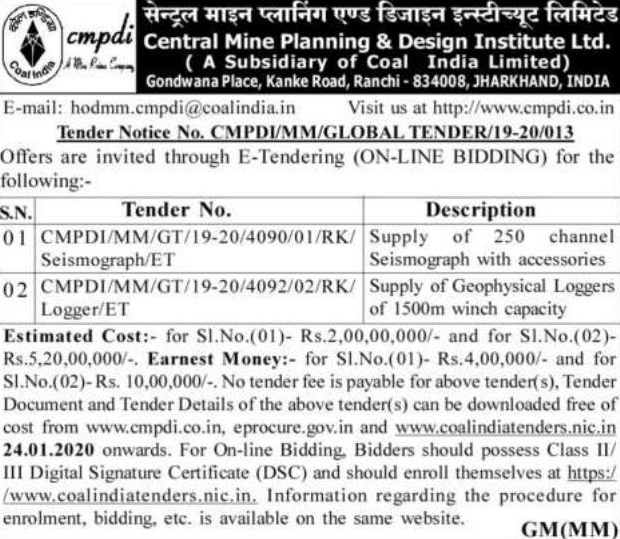 सेन्ट्रल माइन प्लानिंग एण्ड डिजाइन इन्स्टीच्यूट लिमिटेड
cmpdi
A Mini Ratna Company
Coal India
Central Mine Planning & Design Institute Ltd.
( A Subsidiary of Coal India Limited)
Gondwana Place, Kanke Road, Ranchi - 834008, JHARKHAND, INDIA
E-mail: hodmm.cmpdi@coalindia.in Visit us at http://www.cmpdi.co.in
Tender Notice No. CMPDI/MM/GLOBAL TENDER/19-20/013
Offers are invited through E-Tendering (ON-LINE BIDDING) for the
following:-
S.N. Tender No. Description
01 CMPDI/MM/GT/19-20/4090/01/RK/ Supply of 250 channel
Seismograph/ET Seismograph with accessories
02 CMPDI/MM/GT/19-20/4092/02/RK/ Supply of Geophysical Loggers
Logger/ET of 1500m winch capacity
Estimated Cost:- for Sl.No.(01)- Rs.2,00,00,000/- and for Sl.No.(02)-
Rs.5,20,00,000/-. Earnest Money:- for Sl.No.(01)- Rs.4,00,000/- and for
Sl.No.(02)- Rs. 10,00,000/-. No tender fee is payable for above tender(s), Tender
Document and Tender Details of the above tender(s) can be downloaded free of
cost from www.cmpdi.co.in, eprocure.gov.in and www.coalindiatenders.nic.in
24.01.2020 onwards. For On-line Bidding, Bidders should possess Class II/
III Digital Signature Certificate (DSC) and should enroll themselves at https:/
/www.coalindiatenders.nic.in. Information regarding the procedure for
enrolment, bidding, etc. is available on the same website.
GM(MM)